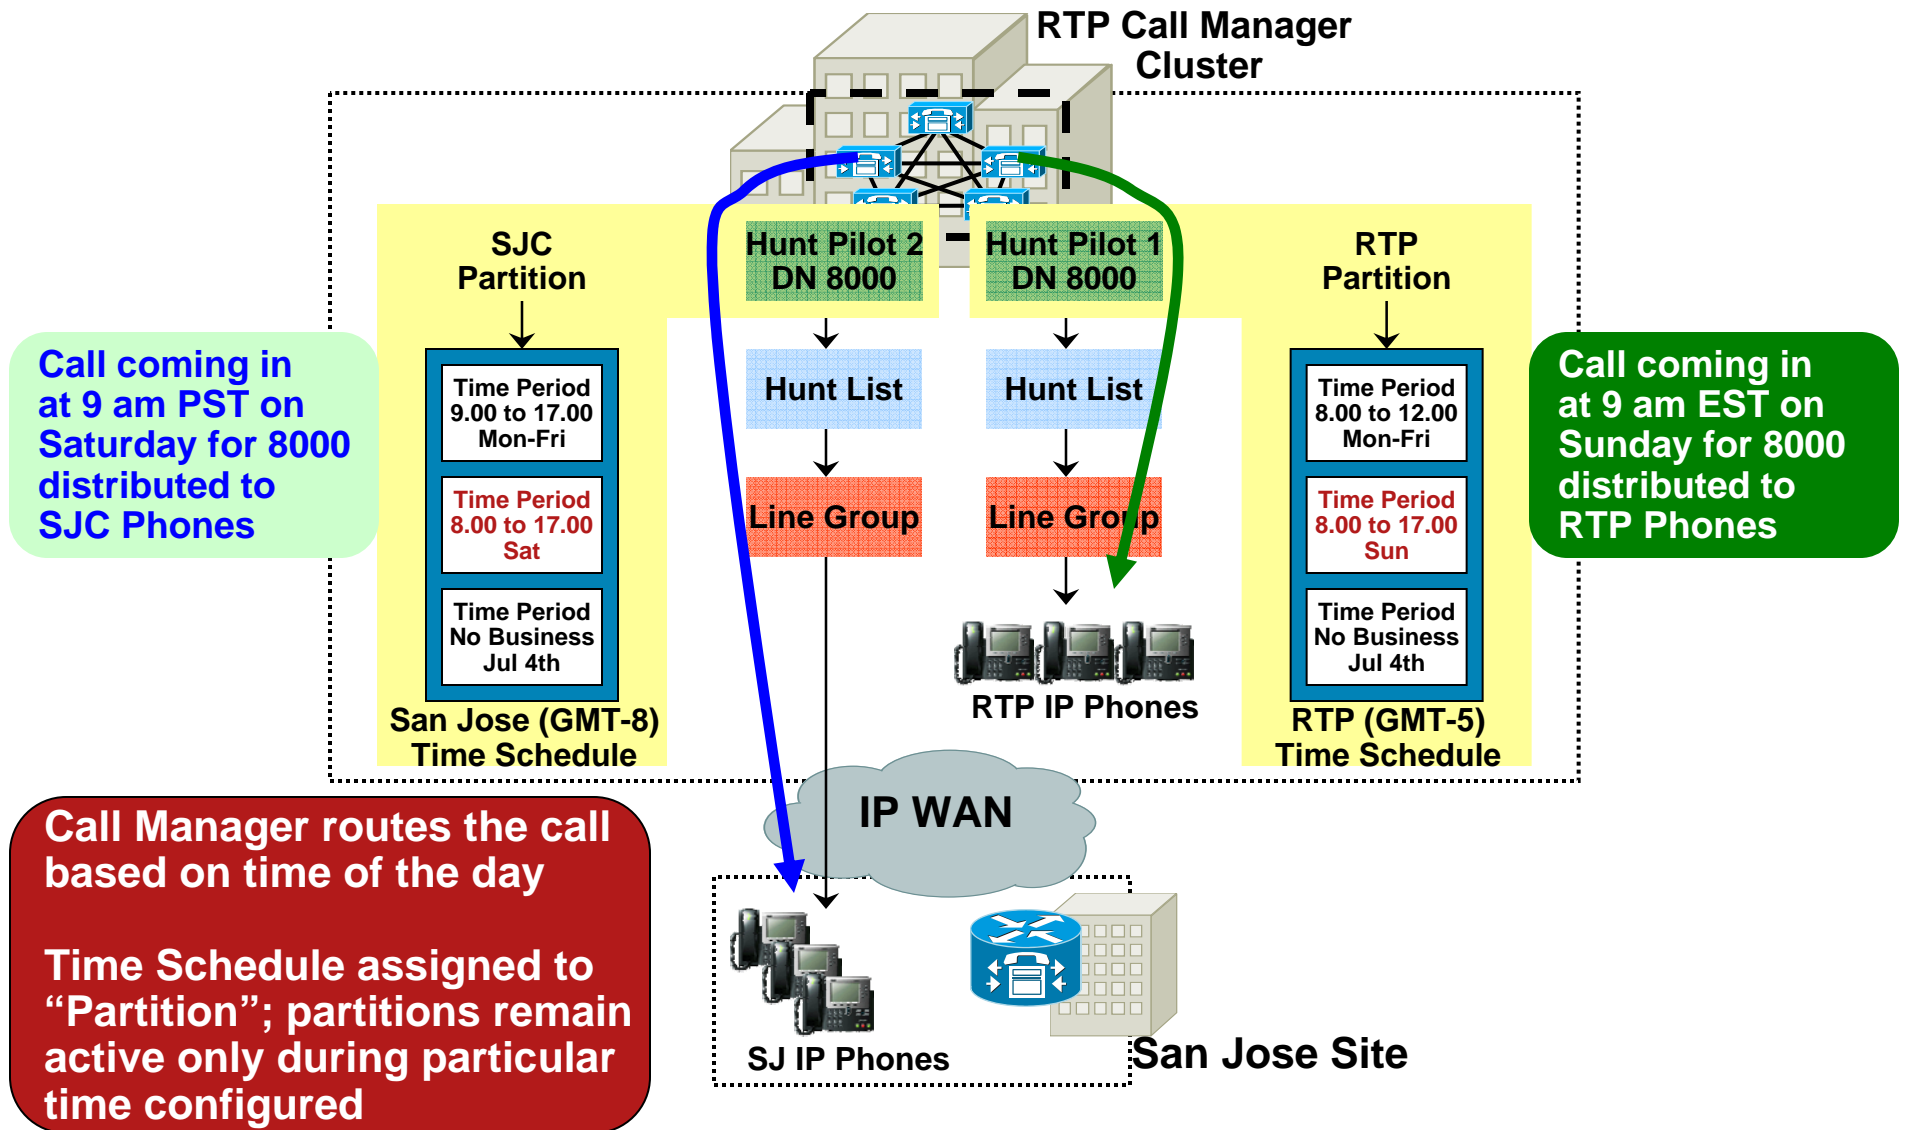 RTP Call Manager
Cluster
SJC
Partition
Hunt Pilot 2
DN 8000
Hunt Pilot 1
DN 8000
RTP
Partition
Call coming in
at 9 am PST on
Saturday for 8000
distributed to
SJC Phones
Time Period
9.00 to 17.00
Mon-Fri
Time Period
8.00 to 17.00
Sat
Time Period
No Business
Jul 4th
San Jose (GMT-8)
Time Schedule
Hunt List
Line Group
Hunt List
Line Group
RTP IP Phones
Time Period
8.00 to 12.00
Mon-Fri
Time Period
8.00 to 17.00
Sun
Time Period
No Business
Jul 4th
RTP (GMT-5)
Time Schedule
Call coming in
at 9 am EST on
Sunday for 8000
distributed to
RTP Phones
IP WAN
Call Manager routes the call
based on time of the day
Time Schedule assigned to
“Partition”; partitions remain
active only during particular
time configured
SJ IP Phones
San Jose Site